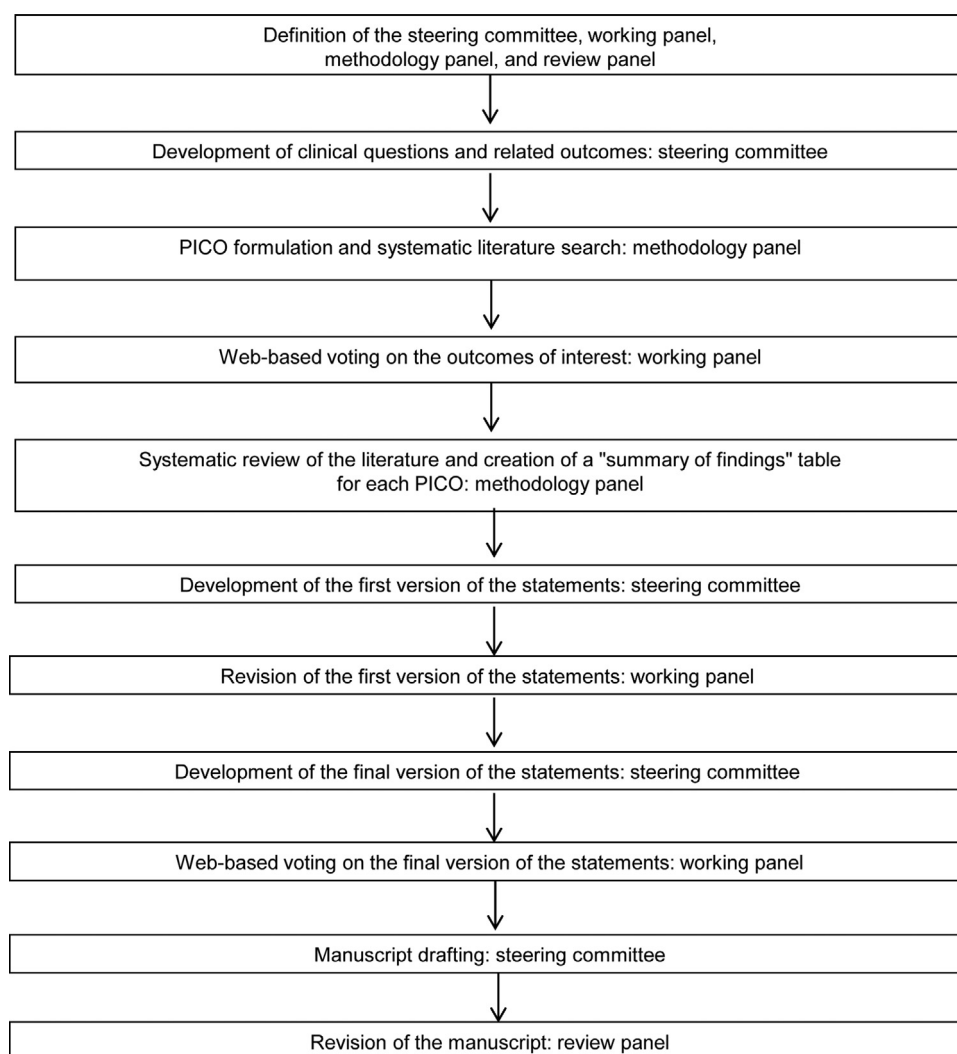 Definition of the steering committee, working panel,
methodology panel, and review panel
Development of clinical questions and related outcomes: steering committee
PICO formulation and systematic literature search: methodology panel
Web-based voting on the outcomes of interest: working panel
Systematic review of the literature and creation of a "summary of findings" table
for each PICO: methodology panel
Development of the first version of the statements: steering committee
Revision of the first version of the statements: working panel
Development of the final version of the statements: steering committee
Web-based voting on the final version of the statements: working panel
Manuscript drafting: steering committee
Revision of the manuscript: review panel